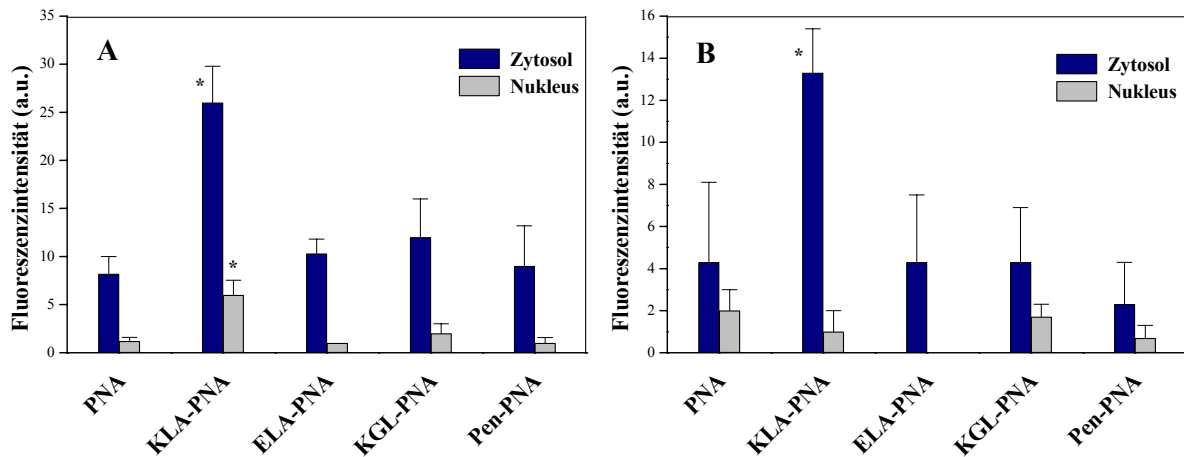 A
Zytosol
Nukleus
Fluoreszenzintensität (a.u.)
35
30
25
20
15
10
5
0
*
*
PNA
KLA-PNA
ELA-PNA
KGL-PNA
Pen-PNA
B
Zytosol
Nukleus
Fluoreszenzintensität (a.u.)
16
14
12
10
8
6
4
2
0
*
PNA
KLA-PNA
ELA-PNA
KGL-PNA
Pen-PNA